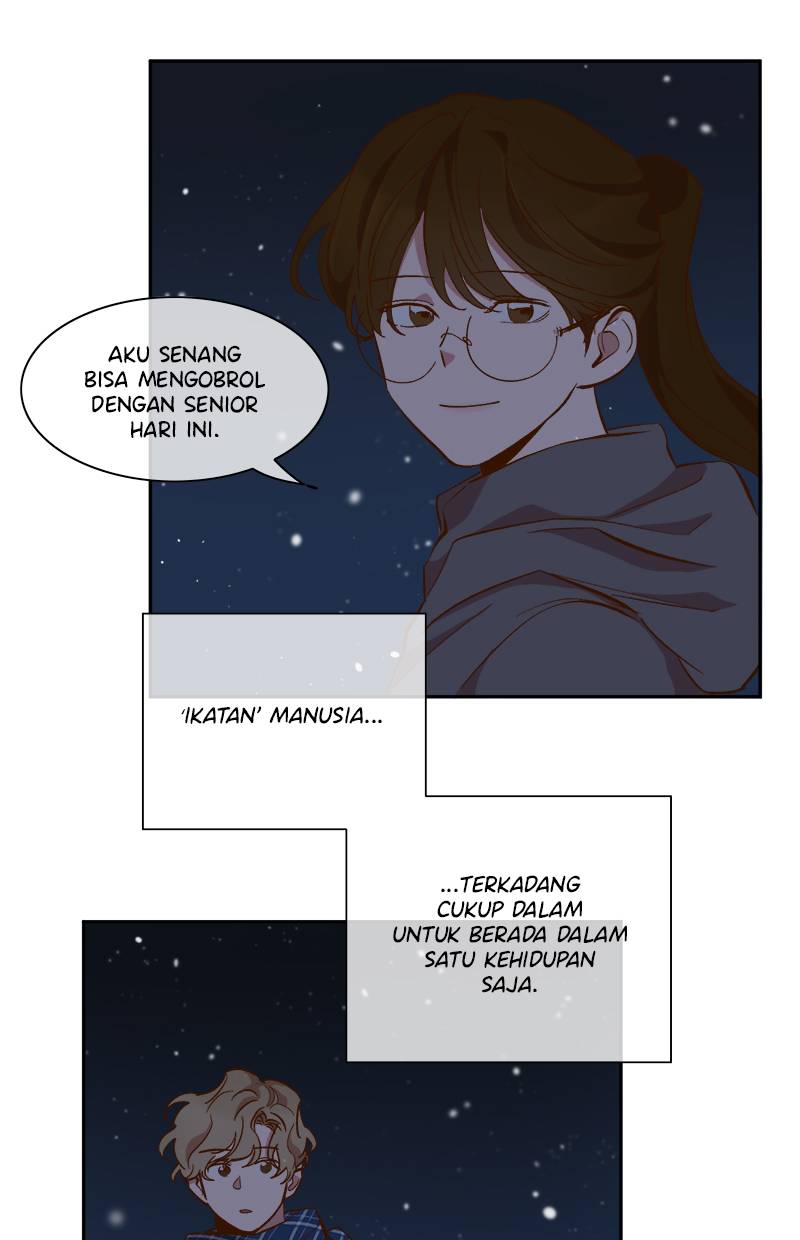 AKU SENANG
BISA MENGOBROL
DENGAN SENIOR
HARI INI.
'IKATAN' MANUSIA...
...TERKADANG
CUKUP DALAM
UNTUK BERADA DALAM
SATU KEHIDUPAN
SAJA.